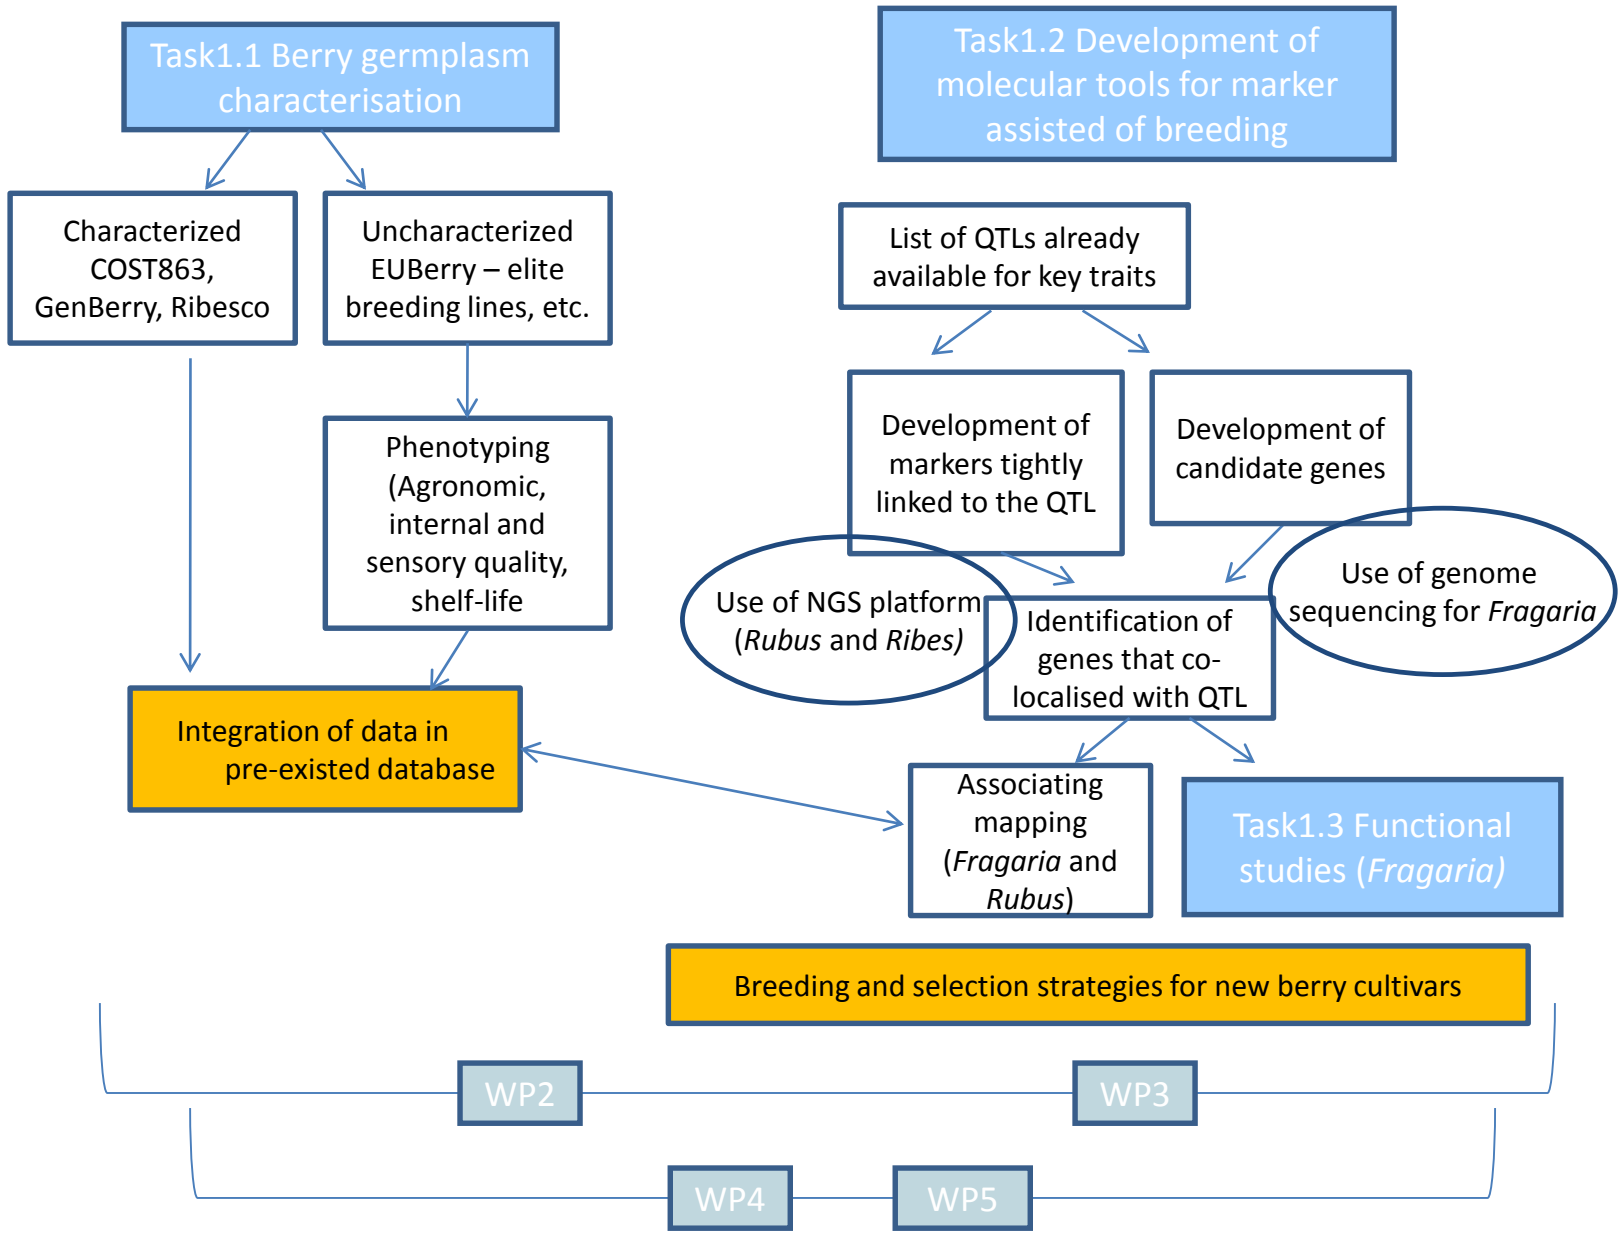 Task1.1 Berry germplasm
characterisation
Task1.2 Development of
molecular tools for marker
assisted of breeding
Characterized
COST863,
GenBerry, Ribesco
Uncharacterized
EUBerry – elite
breeding lines, etc.
List of QTLs already
available for key traits
Phenotyping
(Agronomic,
internal and
sensory quality,
shelf-life
Development of
markers tightly
linked to the QTL
Development of
candidate genes
Use of NGS platform
(Rubus and Ribes)
Use of genome
sequencing for Fragaria
Identification of
genes that co-
localised with QTL
Integration of data in
pre-existed database
Associating
mapping
(Fragaria and
Rubus)
Task1.3 Functional
studies (Fragaria)
Breeding and selection strategies for new berry cultivars
WP2
WP3
WP4
WP5